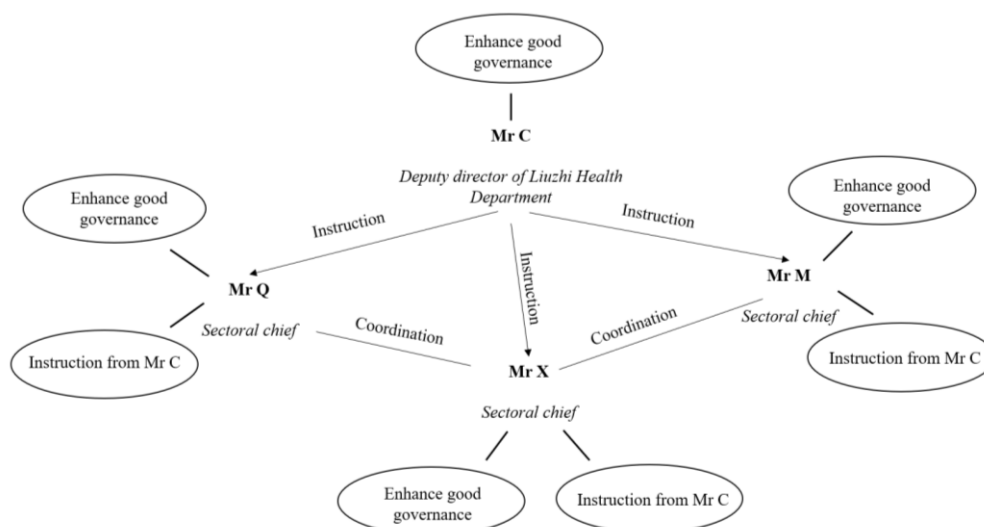 Enhance good
governance
Mr C
Deputy director of Liuzhi Health
Department
Enhance good
governance
Enhance good
governance
Instruction
Instruction
Instruction
Mr Q
Mr M
Sectoral chief
Coordination
Coordination
Sectoral chief
Instruction from Mr C
Instruction from Mr C
Mr X
Sectoral chief
Enhance good
governance
Instruction from Mr C